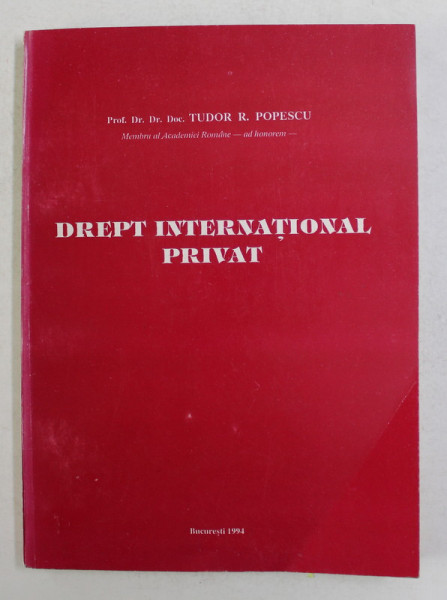 Prof. Dr. Dr. Doc. TUDOR R. POPESCU
Membru al Academiei Române — ad honorem —
DREPT INTERNAȚIONAL
PRIVAT
București 1994